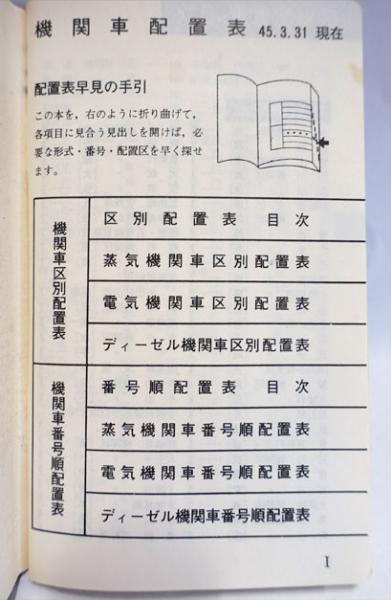 機関車配置表 45.3.31 現在
配置表早見の手引
この本を，右のように折り曲げて，
各項目に見合う見出しを開けば，必
要な形式・番号・配置区を早く探せ
ます。
機関車区別配置表
区別配置表 目次
蒸気機関車区別配置表
電気機関車区別配置表
ディーゼル機関車区別配置表
機関車番号順配置表
番号順配置表 目次
蒸気機関車番号順配置表
電気機関車番号順配置表
ディーゼル機関車番号順配置表
1